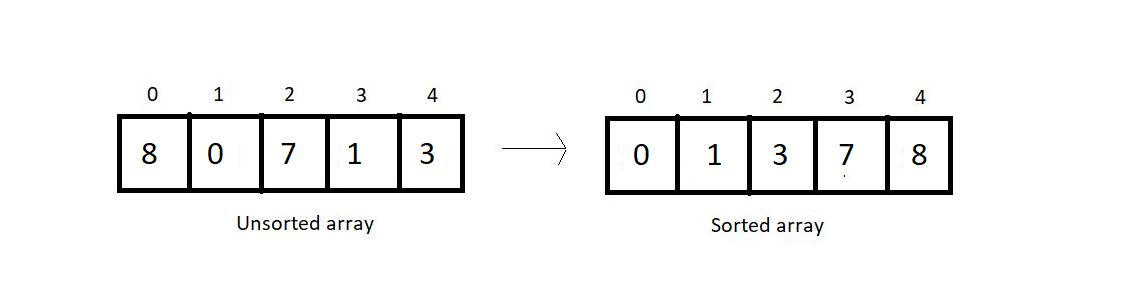 0 1 2 3 4
8 0 7 1 3
Unsorted array
0 1 2 3 4
0 1 3 7 8
Sorted array